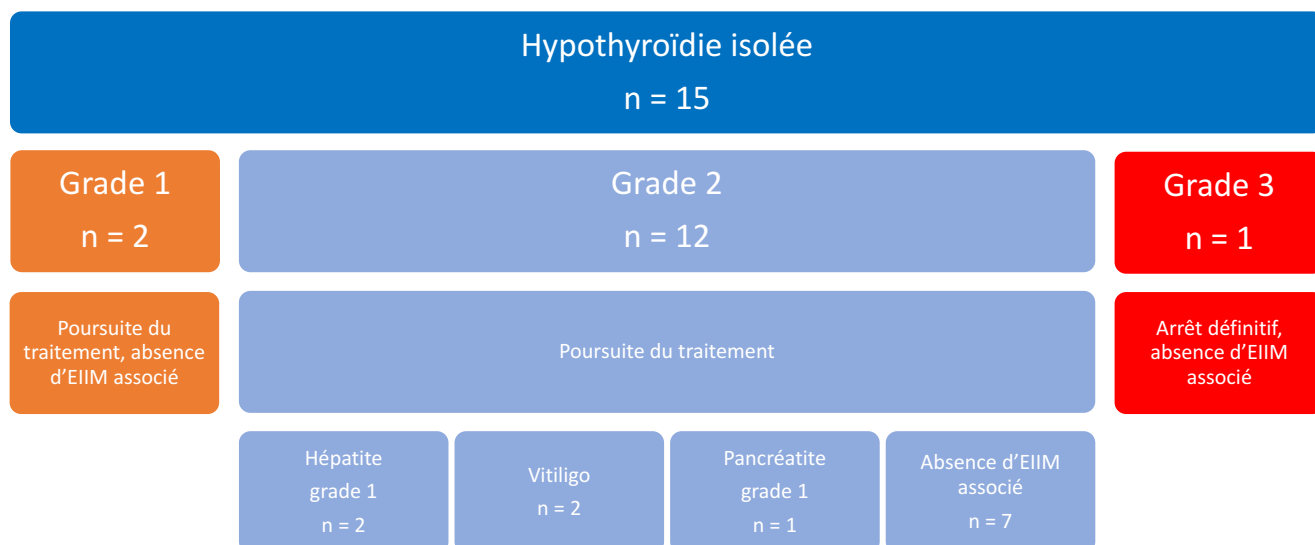 Hypothyroïdie isolée
n = 15
Grade 1
n = 2
Grade 2
n = 12
Grade 3
n = 1
Poursuite du
traitement, absence
d'EIIM associé
Poursuite du traitement
Arrêt définitif,
absence d'EIIM
associé
Hépatite
grade 1
n = 2
Vitiligo
n = 2
Pancréatite
grade 1
n = 1
Absence d'EIIM
associé
n = 7